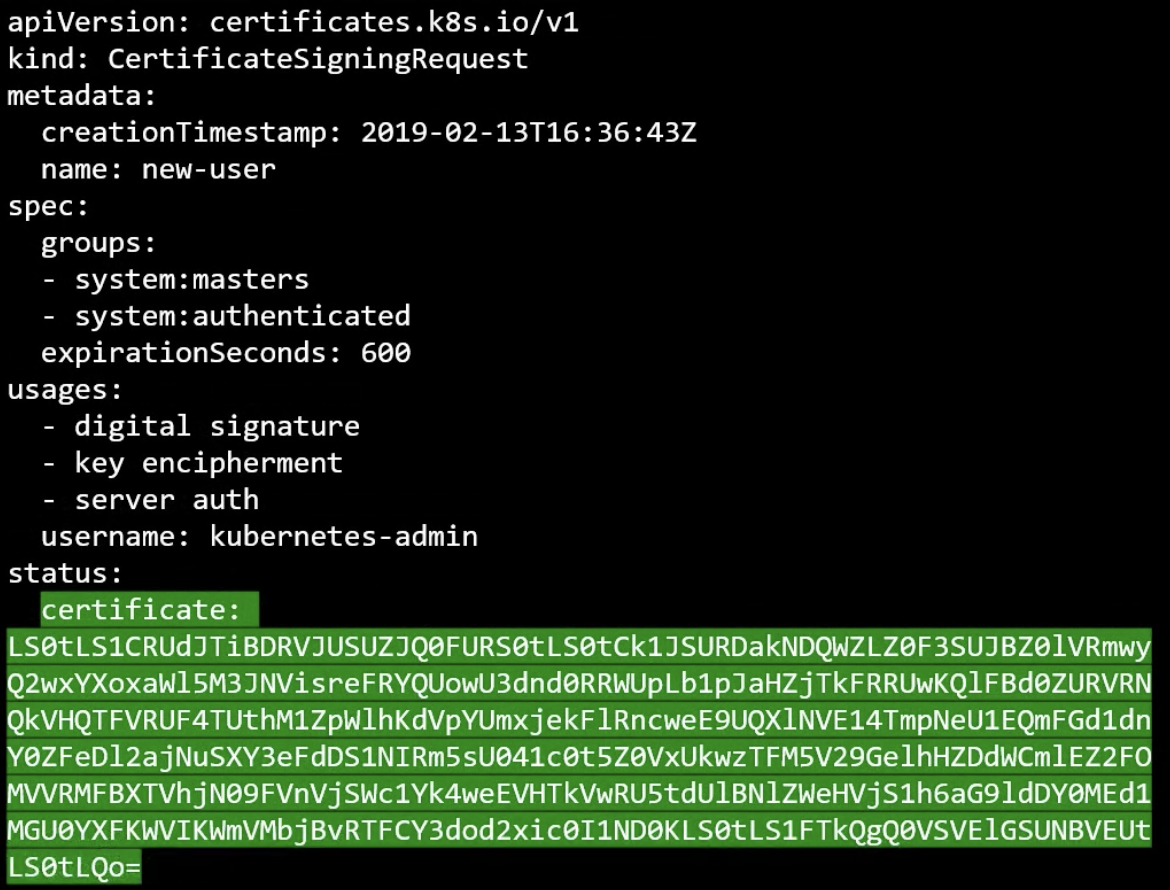 apiVersion: certificates.k8s.io/v1
kind: CertificateSigningRequest
metadata:
  creationTimestamp: 2019-02-13T16:36:43Z
  name: new-user
spec:
  groups:
  - system:masters
  - system:authenticated
  expirationSeconds: 600
usages:
  - digital signature
  - key encipherment
  - server auth
  username: kubernetes-admin
status:
  certificate:
LS0tLS1CRUdJTiBDRVJUSUZJQ0FURS0tLS0tCk1JSURDakNDQWZLZ0F3SUJBZ0lVRmwy
Q2wxYXoxaWl5M3JNVisreFRYQUowU3dnd0RRWUpLb1pJaHZjTkFRRUwKQlFBd0ZURVRN
QkVHQTFVRUF4TUthM1ZpWlhKdVpYUmxjekFlRncweE9UQXlNVE14TmpNeU1EQmFGd1dn
Y0ZFeDl2ajNuSXY3eFdDS1NIRm5sU041c0t5Z0VxUkwzTFM5V29GelhHZDdWCmlEZ2FO
MVVRMFBXTVhjN09FVnVjSWc1Yk4weEVHTkVwRU5tdUlBNlZWeHVjS1h6aG9ldDY0MEd1
MGU0YXFKWVIKWmVMbjBvRTFCY3dod2xic0I1ND0KLS0tLS1FTkQgQ0VSVElGSUNBVEUt
LS0tLQo=